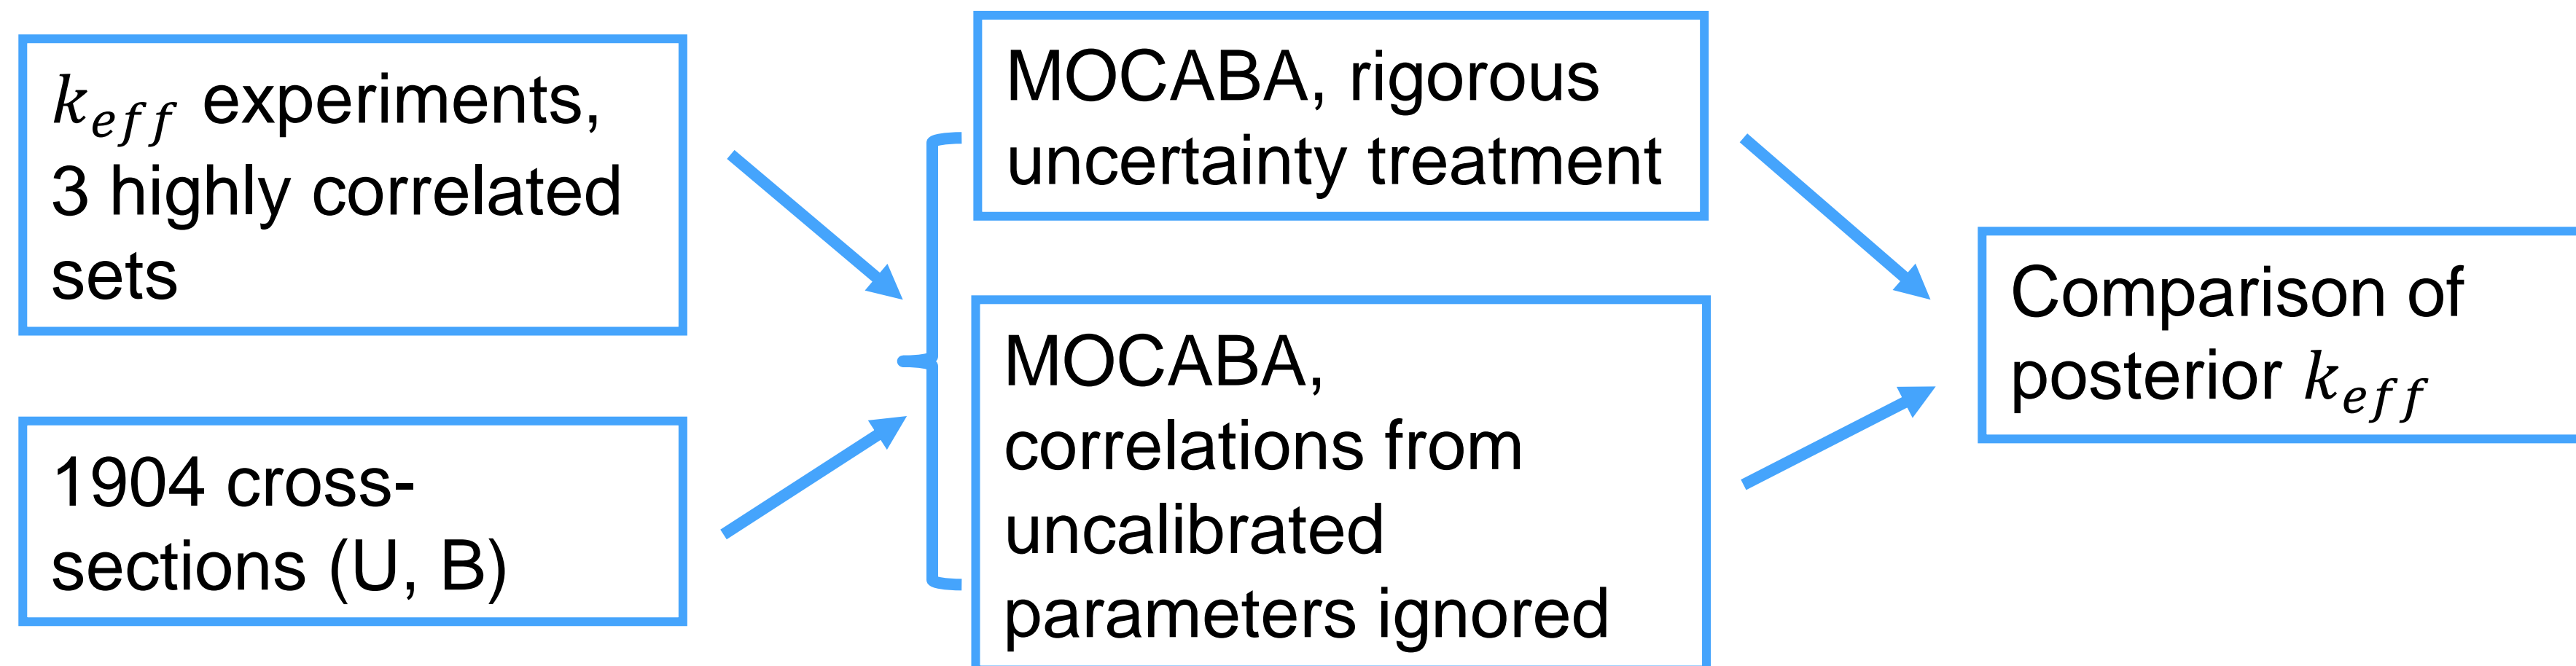 k_eff experiments,
3 highly correlated
sets
1904 cross-
sections (U, B)
MOCABA, rigorous
uncertainty treatment
MOCABA,
correlations from
uncalibrated
parameters ignored
Comparison of
posterior k_eff